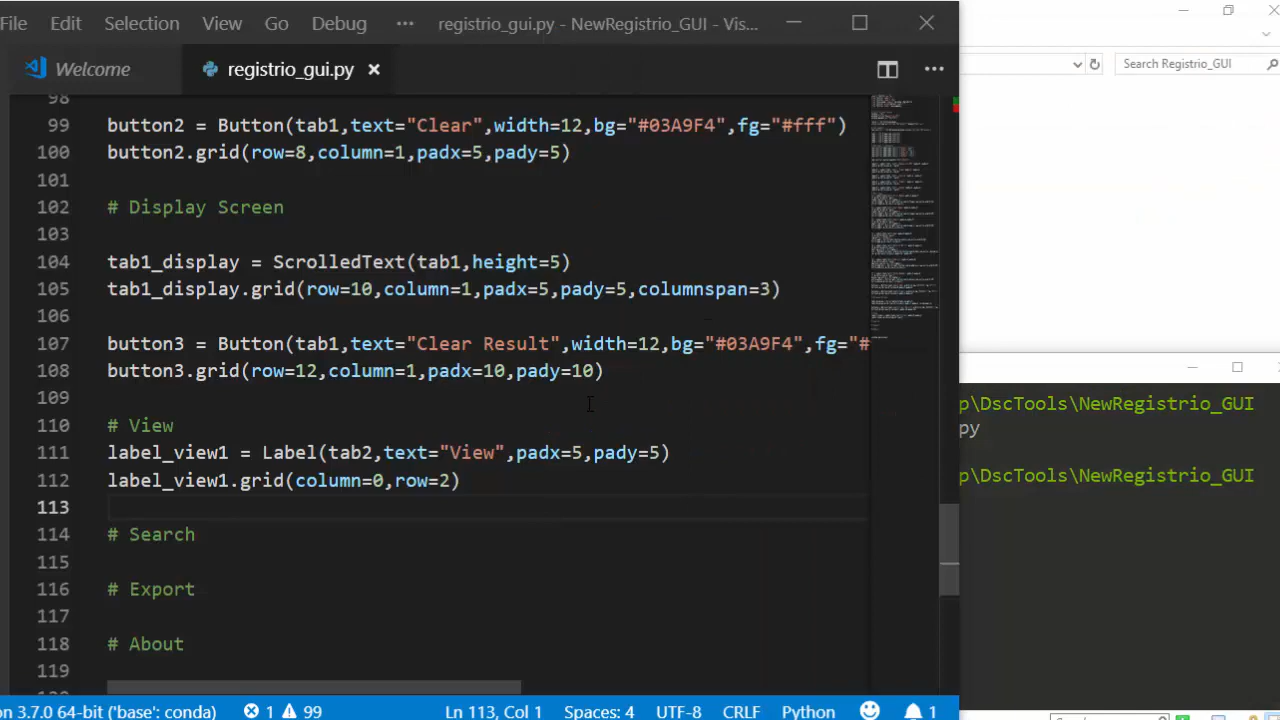 File Edit Selection View Go Debug ••• registrio_gui.py - NewRegistrio_GUI - Vis...
Welcome registrio_gui.py
Search Registrio_GUI
98
99 button2 = Button(tab1,text="Clear",width=12,bg="#03A9F4",fg="#fff")
100 button2.grid(row=8,column=1,padx=5,pady=5)
101
102 # Display Screen
103
104 tab1_display = ScrolledText(tab1,height=5)
105 tab1_display.grid(row= column= padx=5,pady=5,columnspan=3)
106
107 button3 = Button(tab1,text="Clear Result",width=12,bg="#03A9F4",fg="#
108 button3.grid(row=12,column=1,padx=10,pady=10)
109
110 # View
111 label_view1 = Label(tab2,text="View",padx=5,pady=5)
112 label_view1.grid(column=0,row=2)
113
114 # Search
115
116 # Export
117
118 # About
119
p\DscTools\NewRegistrio_GUI
py
p\DscTools\NewRegistrio_GUI
n 3.7.0 64-bit ('base': conda) 1 99 Ln 113, Col 1 Spaces: 4 UTF-8 CRLF Python 1